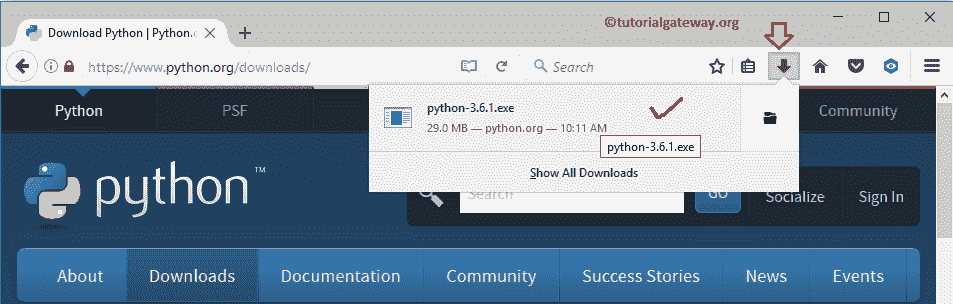 ©tutorialgateway.org
Download Python | Python.o
https://www.python.org/downloads/
Search
Python
PSF
Community
python-3.6.1.exe
29.0 MB — python.org — 10:11 AM
python-3.6.1.exe
Show All Downloads
python™
Search
GO
Socialize
Sign In
About
Downloads
Documentation
Community
Success Stories
News
Events